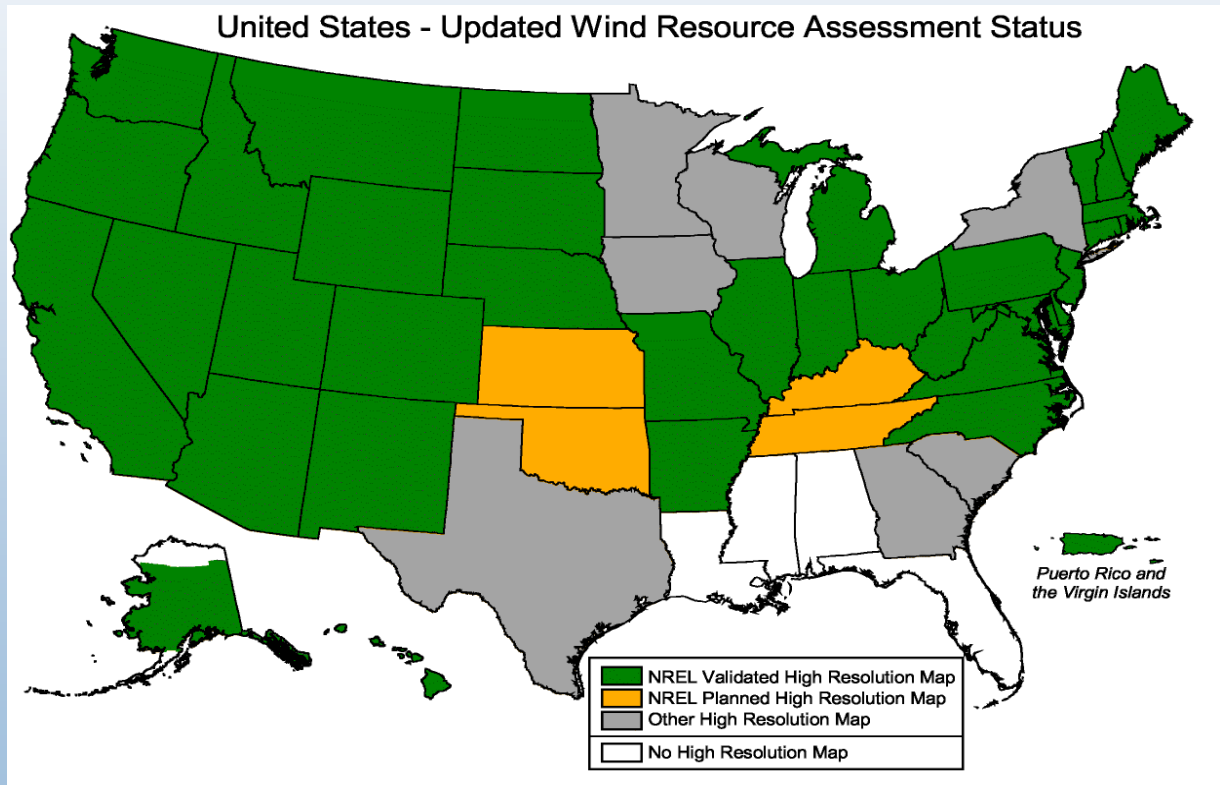 United States - Updated Wind Resource Assessment Status
Puerto Rico and
the Virgin Islands
NREL Validated High Resolution Map
NREL Planned High Resolution Map
Other High Resolution Map
No High Resolution Map